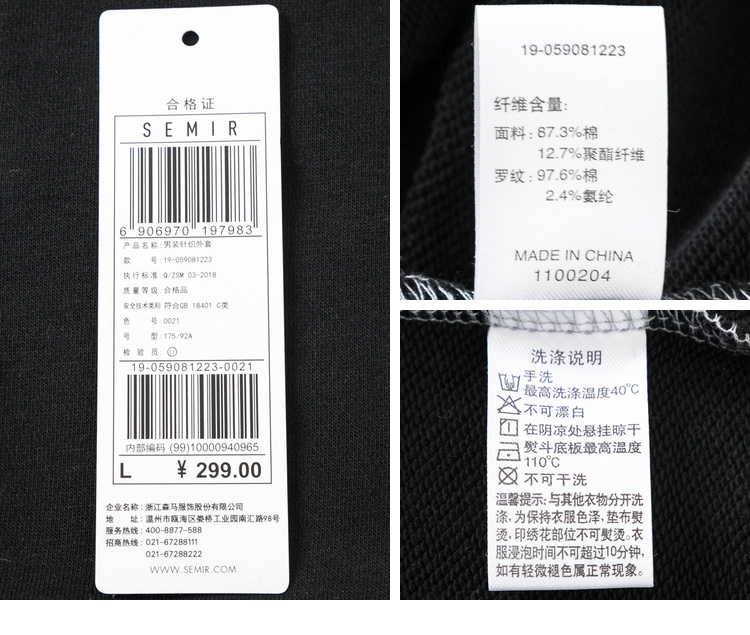 合格证
SEMIR
6 906970 197983
产品名称:男装针织外套
款 号:19-059081223
执行标准:Q/ZSM 03-2018
质量等级:合格品
安全技术类别:符合GB 18401 C类
色 号:0021
号 型:175/92A
检 验 员:⑪
19-059081223-0021
内部编码 (99)10000940965
L ¥ 299.00
企业名称:浙江森马服饰股份有限公司
地 址:温州市瓯海区娄桥工业园南汇路98号
服务热线:400-8877-588
招商热线:021-67288111
021-67288222
WWW.SEMIR.COM
19-059081223
纤维含量:
面料:87.3%棉
12.7%聚酯纤维
罗纹:97.6%棉
2.4%氨纶
MADE IN CHINA
1100204
洗涤说明
手洗
最高洗涤温度40℃
不可漂白
在阴凉处悬挂晾干
熨斗底板最高温度
110℃
不可干洗
温馨提示:与其他衣物分开洗
涤,为保持衣服色泽,垫布熨
烫,印绣花部位不可熨烫。衣
服浸泡时间不可超过10分钟,
如有轻微褪色属正常现象。